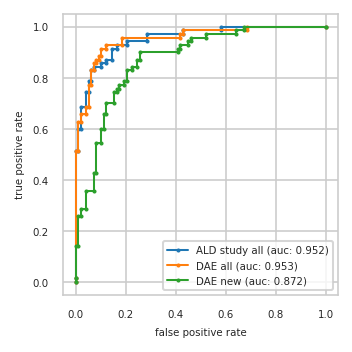 1.0
0.8
0.6
0.4
0.2
0.0
true positive rate
ALD study all (auc: 0.952)
DAE all (auc: 0.953)
DAE new (auc: 0.872)
0.0 0.2 0.4 0.6 0.8 1.0
false positive rate